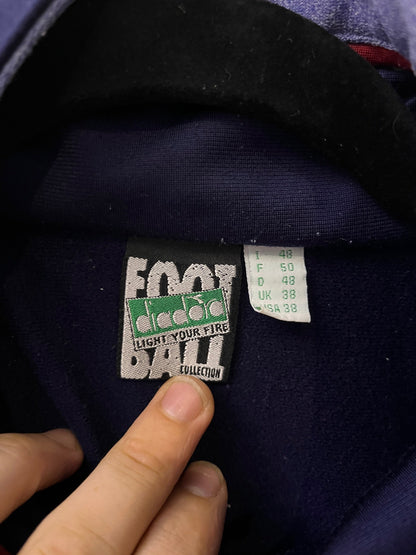 FOOT
diadora
LIGHT YOUR FIRE
BALL
COLLECTION
I 48
F 50
D 48
UK 38
USA 38